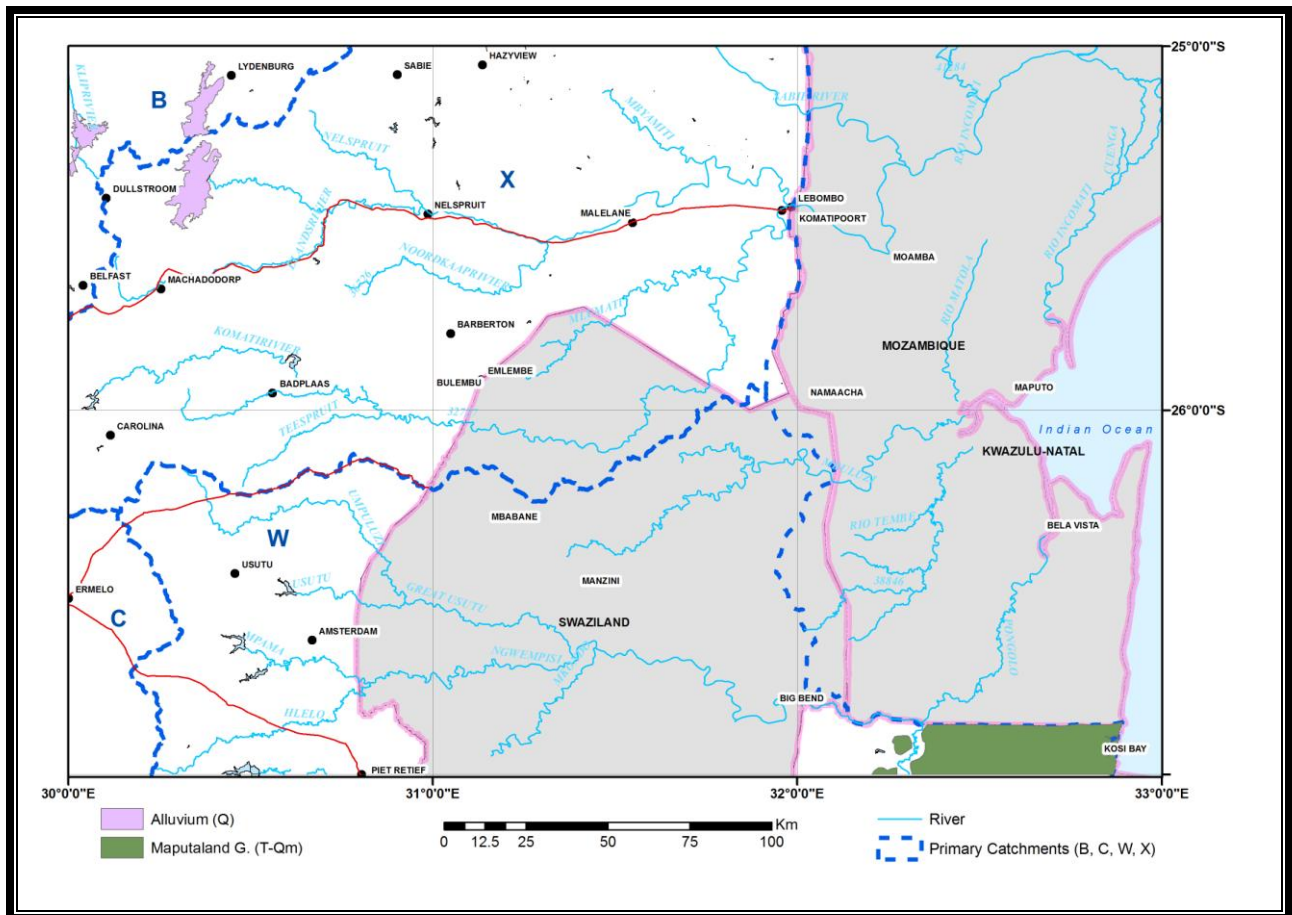 25°0'0"S
HAZYVIEW
LYDENBURG
SABIE
KLIPRIVIER
B
SABIE RIVER
RIO INCOMATI
MBYAMITI
CUENGA
NELSPRUIT
X
DULLSTROOM
NELSPRUIT
MALELANE
LEBOMBO
KOMATIPOORT
RIO INCOMATI
MOAMBA
NOORDKAAPRIVIER
BELFAST
MACHADODORP
RIO MATOLA
BARBERTON
KOMATIRIVIER
MOZAMBIQUE
EMLEMBE
BULEMBU
BADPLAAS
NAMAACHA
MAPUTO
TEESPRUIT
26°0'0"S
CAROLINA
Indian Ocean
KWAZULU-NATAL
UMPULUZI
MBABANE
RIO TEMBE
BELA VISTA
W
USUTU
USUTU
MANZINI
38846
ERMELO
GREAT USUTU
C
SWAZILAND
AMSTERDAM
MPAMA
NGWEMPISI
PONGOLO
BIG BEND
HLELO
KOSI BAY
PIET RETIEF
30°0'0"E
31°0'0"E
32°0'0"E
33°0'0"E
Alluvium (Q)
Maputaland G. (T-Qm)
Km
0 12.5 25 50 75 100
River
Primary Catchments (B, C, W, X)